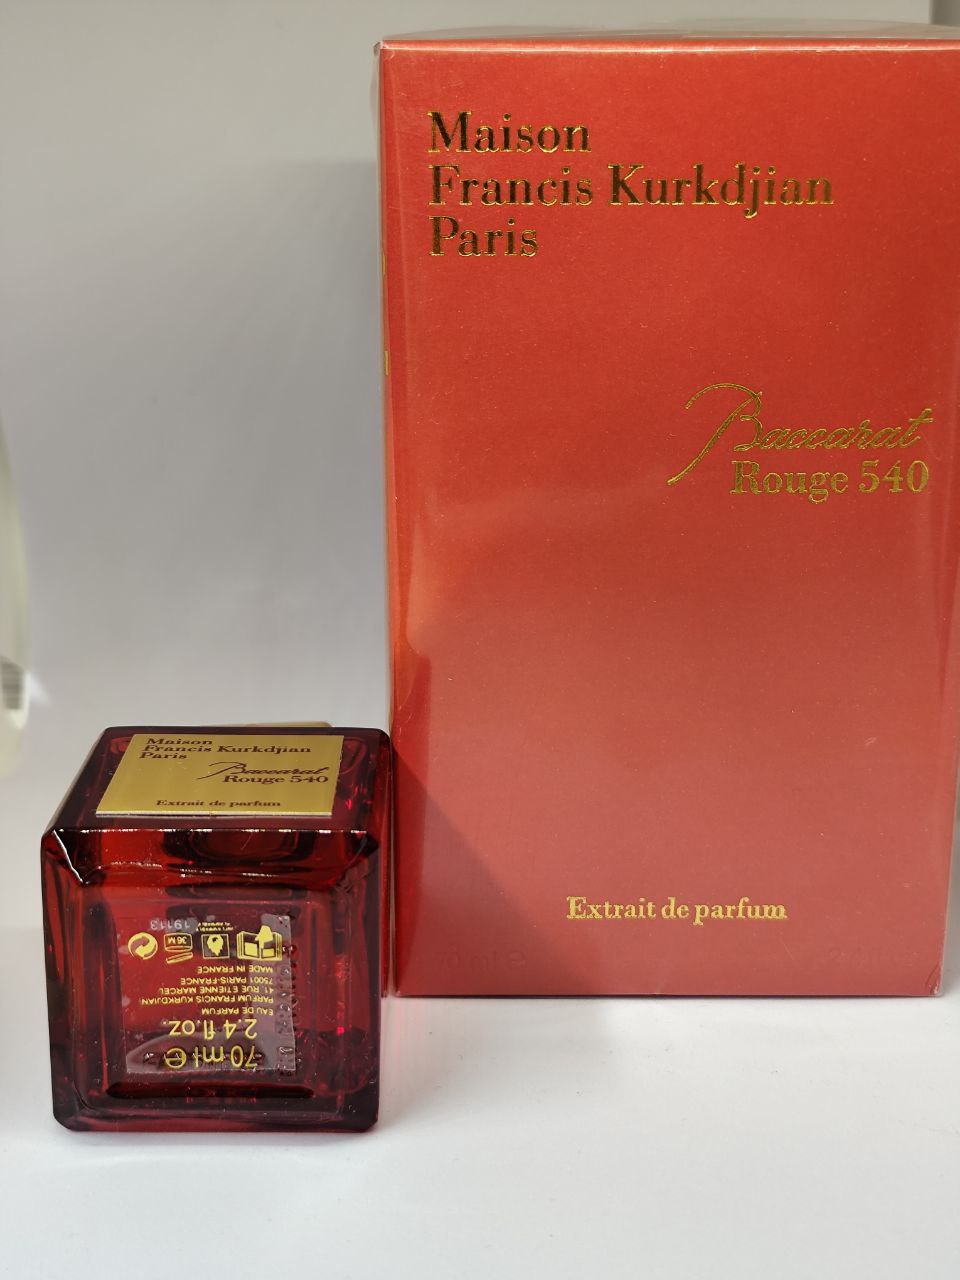 Maison
Francis Kurkdjian
Paris
Baccarat
Rouge 540
Extrait de parfum
Maison
Francis Kurkdjian
Paris
Baccarat
Rouge 540
Extrait de parfum
70 ml e
2.4 fl.oz.
EAU DE PARFUM
PARFUM FRANCIS KURKDJIAN
41, RUE ETIENNE MARCEL
75001 PARIS-FRANCE
MADE IN FRANCE
36 M
19113